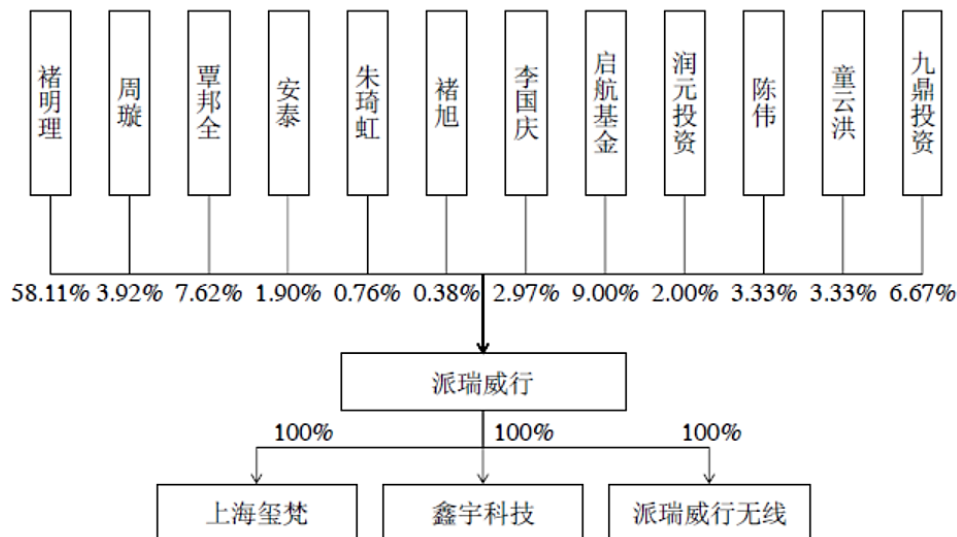 褚明理
周璇
覃邦全
安泰
朱琦虹
褚旭
李国庆
启航基金
润元投资
陈伟
童云洪
九鼎投资
58.11% 3.92% 7.62% 1.90% 0.76% 0.38% 2.97% 9.00% 2.00% 3.33% 3.33% 6.67%
派瑞威行
100% 100% 100%
上海玺梵 鑫宇科技 派瑞威行无线